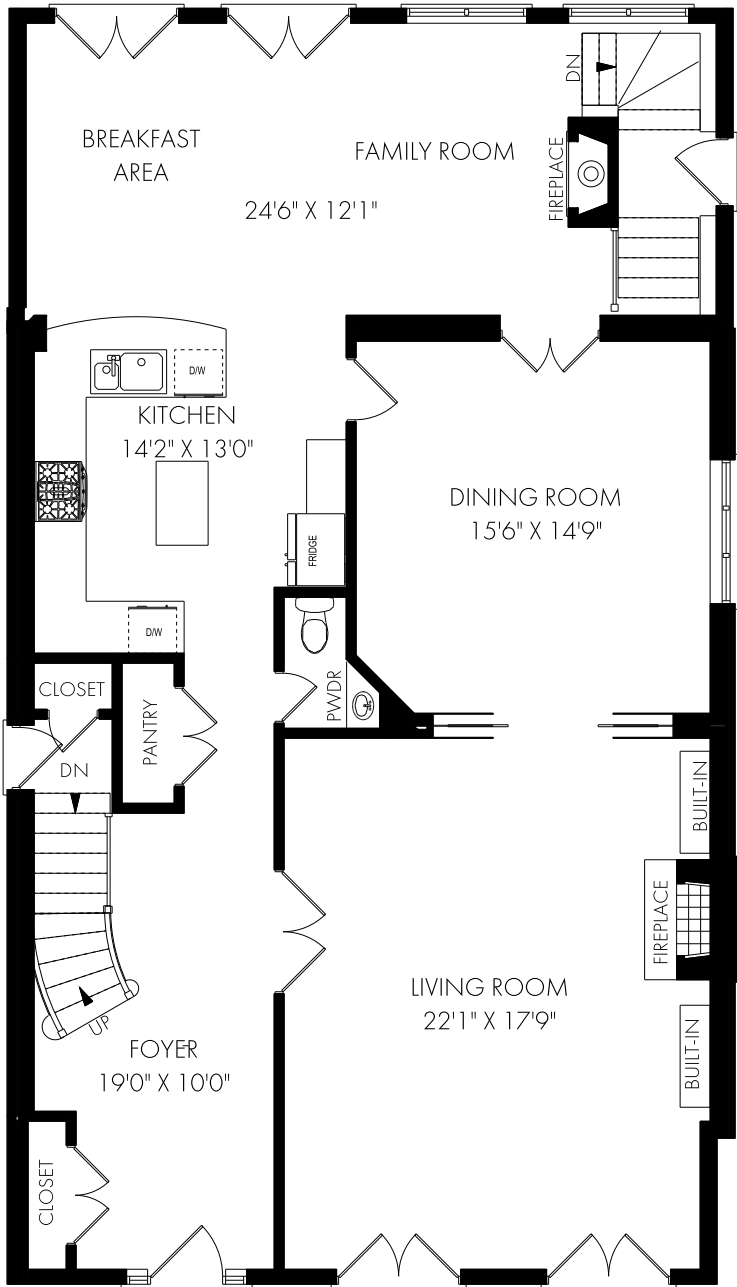 DN
BREAKFAST
AREA
FAMILY ROOM
FIREPLACE
24'6" X 12'1"
D/W
KITCHEN
14'2" X 13'0"
DINING ROOM
15'6" X 14'9"
FRIDGE
D/W
CLOSET
PANTRY
PWDR
DN
BUILT-IN
FIREPLACE
LIVING ROOM
22'1" X 17'9"
UP
FOYER
19'0" X 10'0"
BUILT-IN
CLOSET